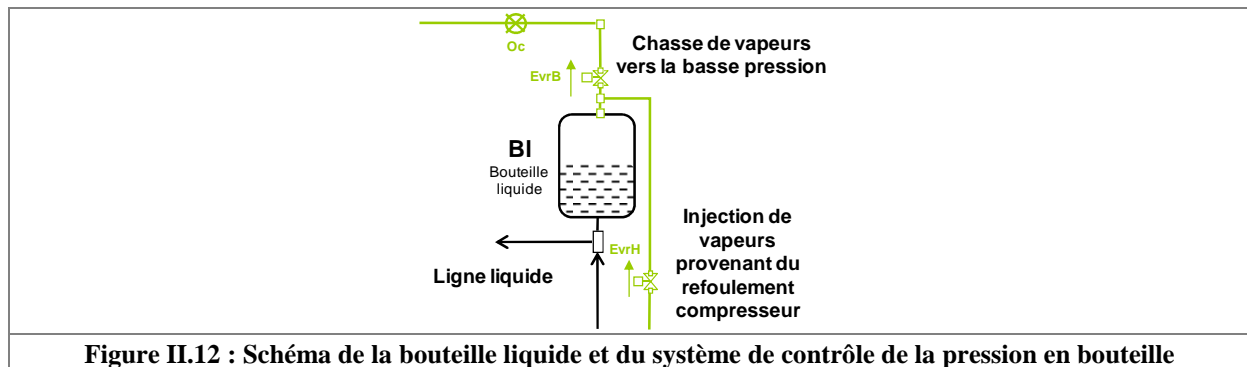 Oc
Chasse de vapeurs
vers la basse pression
EvrB
Bl
Bouteille
liquide
Injection de
vapeurs
provenant du
refoulement
compresseur
EvrH
Ligne liquide
Figure II.12 : Schéma de la bouteille liquide et du système de contrôle de la pression en bouteille